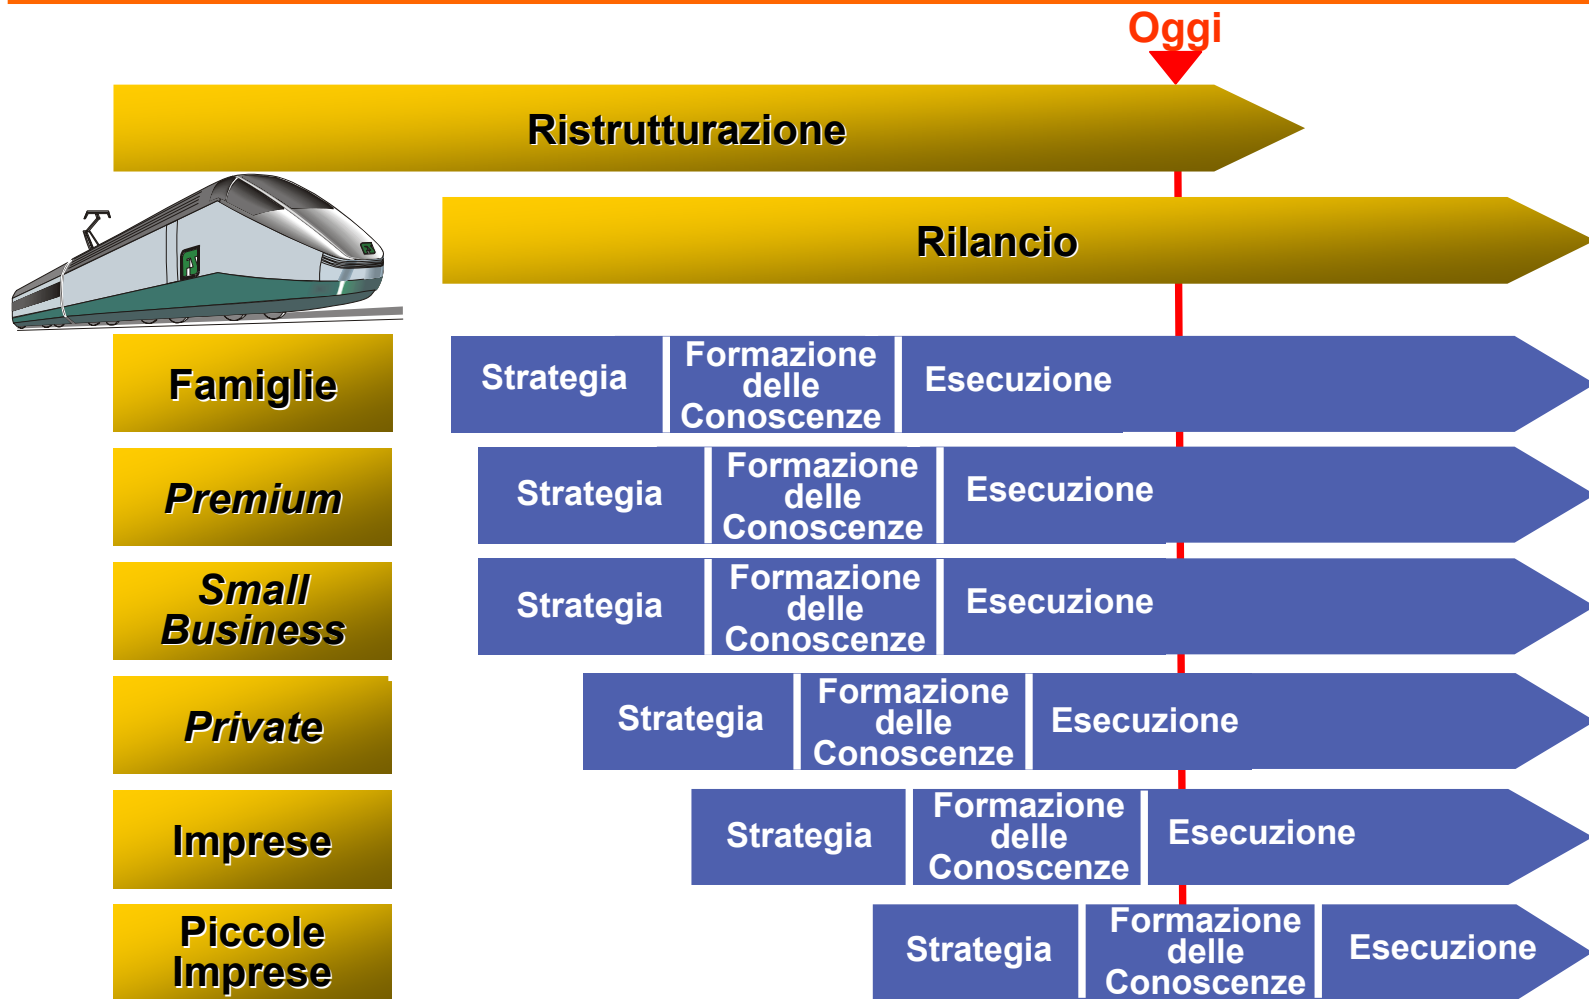 Oggi
Ristrutturazione
Rilancio
Famiglie
Strategia
Formazione
delle
Conoscenze
Esecuzione
Premium
Strategia
Formazione
delle
Conoscenze
Esecuzione
Small
Business
Strategia
Formazione
delle
Conoscenze
Esecuzione
Private
Strategia
Formazione
delle
Conoscenze
Esecuzione
Imprese
Strategia
Formazione
delle
Conoscenze
Esecuzione
Piccole
Imprese
Strategia
Formazione
delle
Conoscenze
Esecuzione